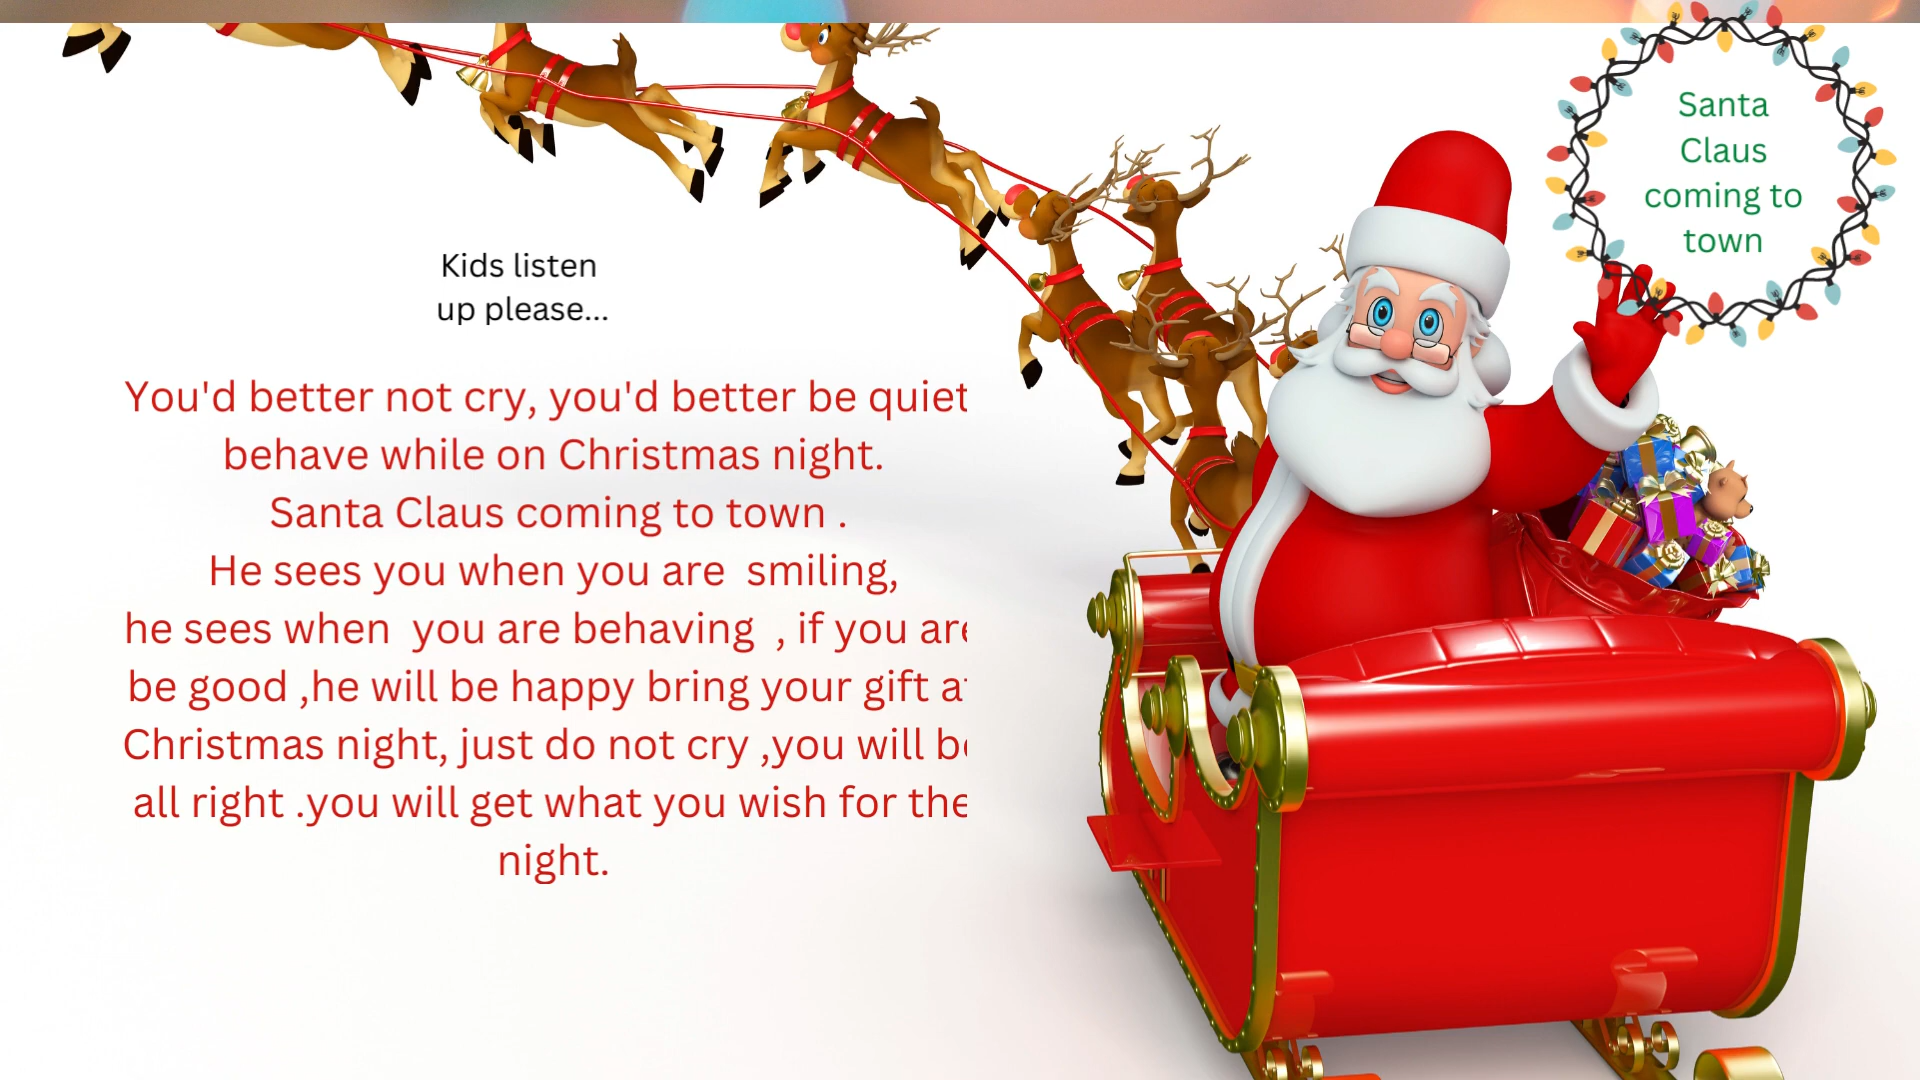 Santa
Claus
coming to
town
Kids listen
up please...
You'd better not cry, you'd better be quiet
behave while on Christmas night.
Santa Claus coming to town .
He sees you when you are  smiling,
he sees when  you are behaving  , if you are
be good ,he will be happy bring your gift at
Christmas night, just do not cry ,you will be
all right .you will get what you wish for the
night.